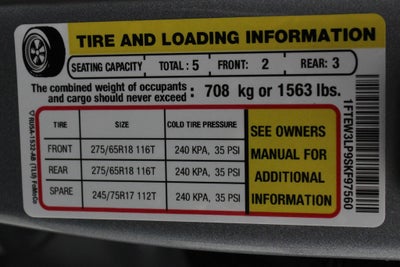 TIRE AND LOADING INFORMATION
SEATING CAPACITY TOTAL : 5 FRONT: 2 REAR: 3
The combined weight of occupants and cargo should never exceed : 708 kg or 1563 lbs.
TIRE SIZE COLD TIRE PRESSURE
FRONT 275/65R18 116T 240 KPA, 35 PSI
REAR 275/65R18 116T 240 KPA, 35 PSI
SPARE 245/75R17 112T 240 KPA, 35 PSI
SEE OWNERS
MANUAL FOR
ADDITIONAL
INFORMATION
1FTEW3LP9SKF97560